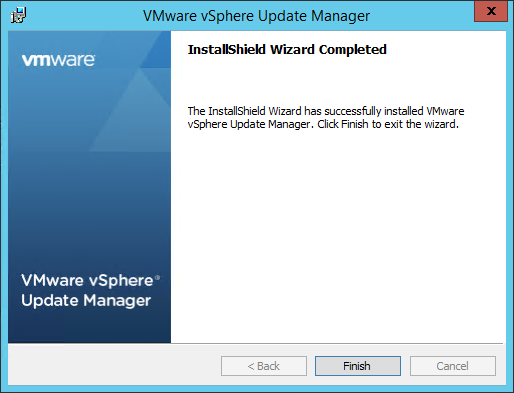 VMware vSphere Update Manager
x
vmware
InstallShield Wizard Completed
The InstallShield Wizard has successfully installed VMware
vSphere Update Manager. Click Finish to exit the wizard.
VMware vSphere®
Update Manager
< Back
Finish
Cancel